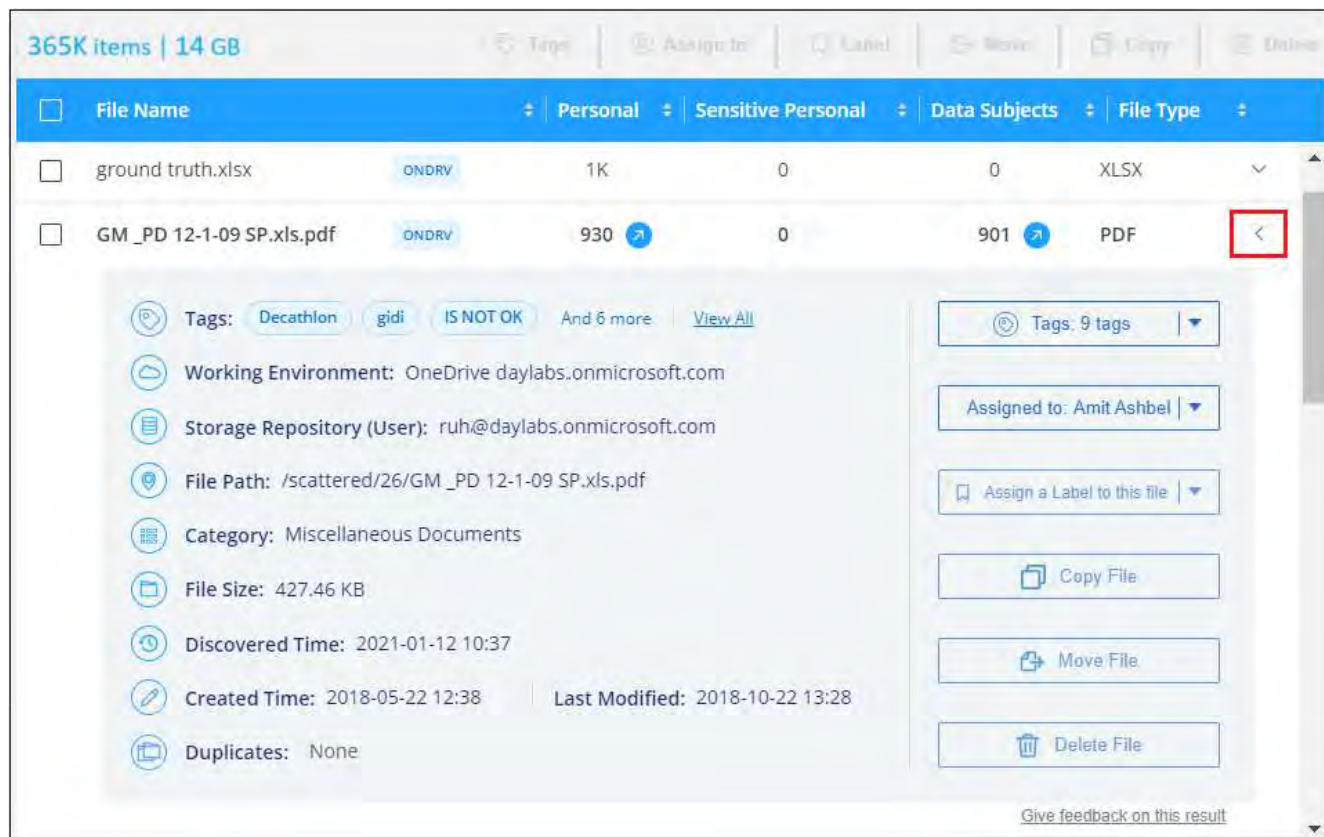 365K items | 14 GB Tags Assign to Label Move Copy Delete
File Name Personal Sensitive Personal Data Subjects File Type
ground truth.xlsx ONDRV 1K 0 0 XLSX
GM _PD 12-1-09 SP.xls.pdf ONDRV 930 0 901 PDF
Tags: Decathlon gidi IS NOT OK And 6 more View All
Tags: 9 tags
Working Environment: OneDrive daylabs.onmicrosoft.com
Assigned to: Amit Ashbel
Storage Repository (User): ruh@daylabs.onmicrosoft.com
File Path: /scattered/26/GM _PD 12-1-09 SP.xls.pdf
Assign a Label to this file
Category: Miscellaneous Documents
Copy File
File Size: 427.46 KB
Discovered Time: 2021-01-12 10:37
Move File
Created Time: 2018-05-22 12:38 Last Modified: 2018-10-22 13:28
Duplicates: None
Delete File
Give feedback on this result